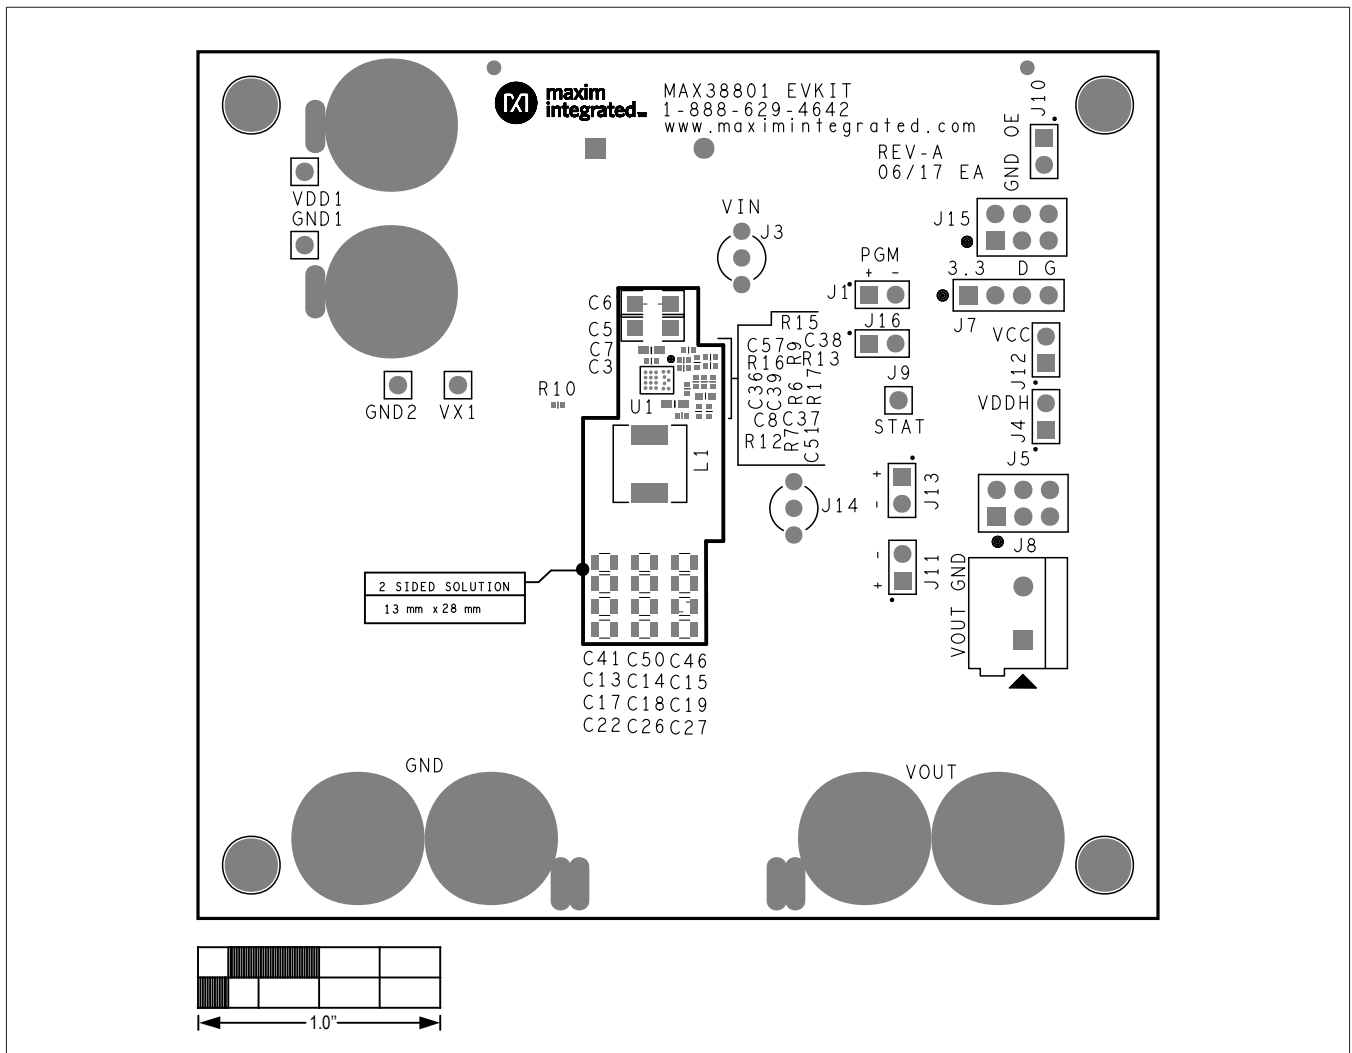 maxim
integrated™
MAX38801 EVKIT
1-888-629-4642
www.maximintegrated.com
REV-A
06/17 EA
J10
GND OE
VDD1
GND1
VIN
J3
J15
PGM
+ -
3.3 D G
J1
J16
J7
VCC
J12
C6
C5
C7
C3
R15
C57
R9
C38
R16
R13
C36
C39
R6
R17
C8
C37
R12
R7
C51
R10
U1
GND2
VX1
J9
STAT
VDDH
J4
L1
J5
J14
+
-
J13
J8
-
+
J11
VOUT GND
2 SIDED SOLUTION
13 mm x 28 mm
C41 C50 C46
C13 C14 C15
C17 C18 C19
C22 C26 C27
GND
VOUT
1.0"